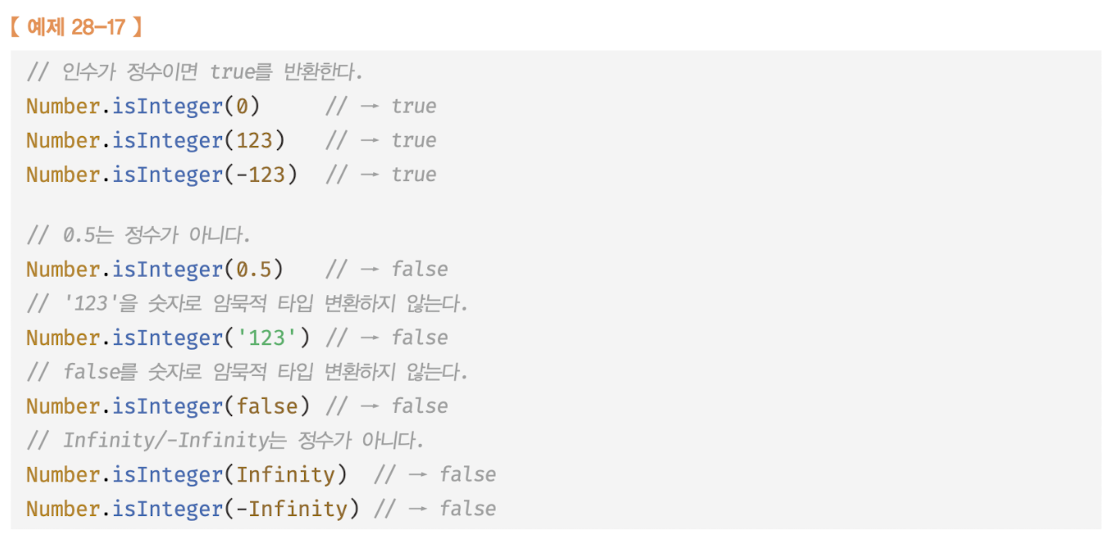 【 예제 28-17 】
// 인수가 정수이면 true를 반환한다.
Number.isInteger(0)     // → true
Number.isInteger(123)   // → true
Number.isInteger(-123)  // → true
// 0.5는 정수가 아니다.
Number.isInteger(0.5)   // → false
// '123'을 숫자로 암묵적 타입 변환하지 않는다.
Number.isInteger('123') // → false
// false를 숫자로 암묵적 타입 변환하지 않는다.
Number.isInteger(false) // → false
// Infinity/-Infinity는 정수가 아니다.
Number.isInteger(Infinity)  // → false
Number.isInteger(-Infinity) // → false